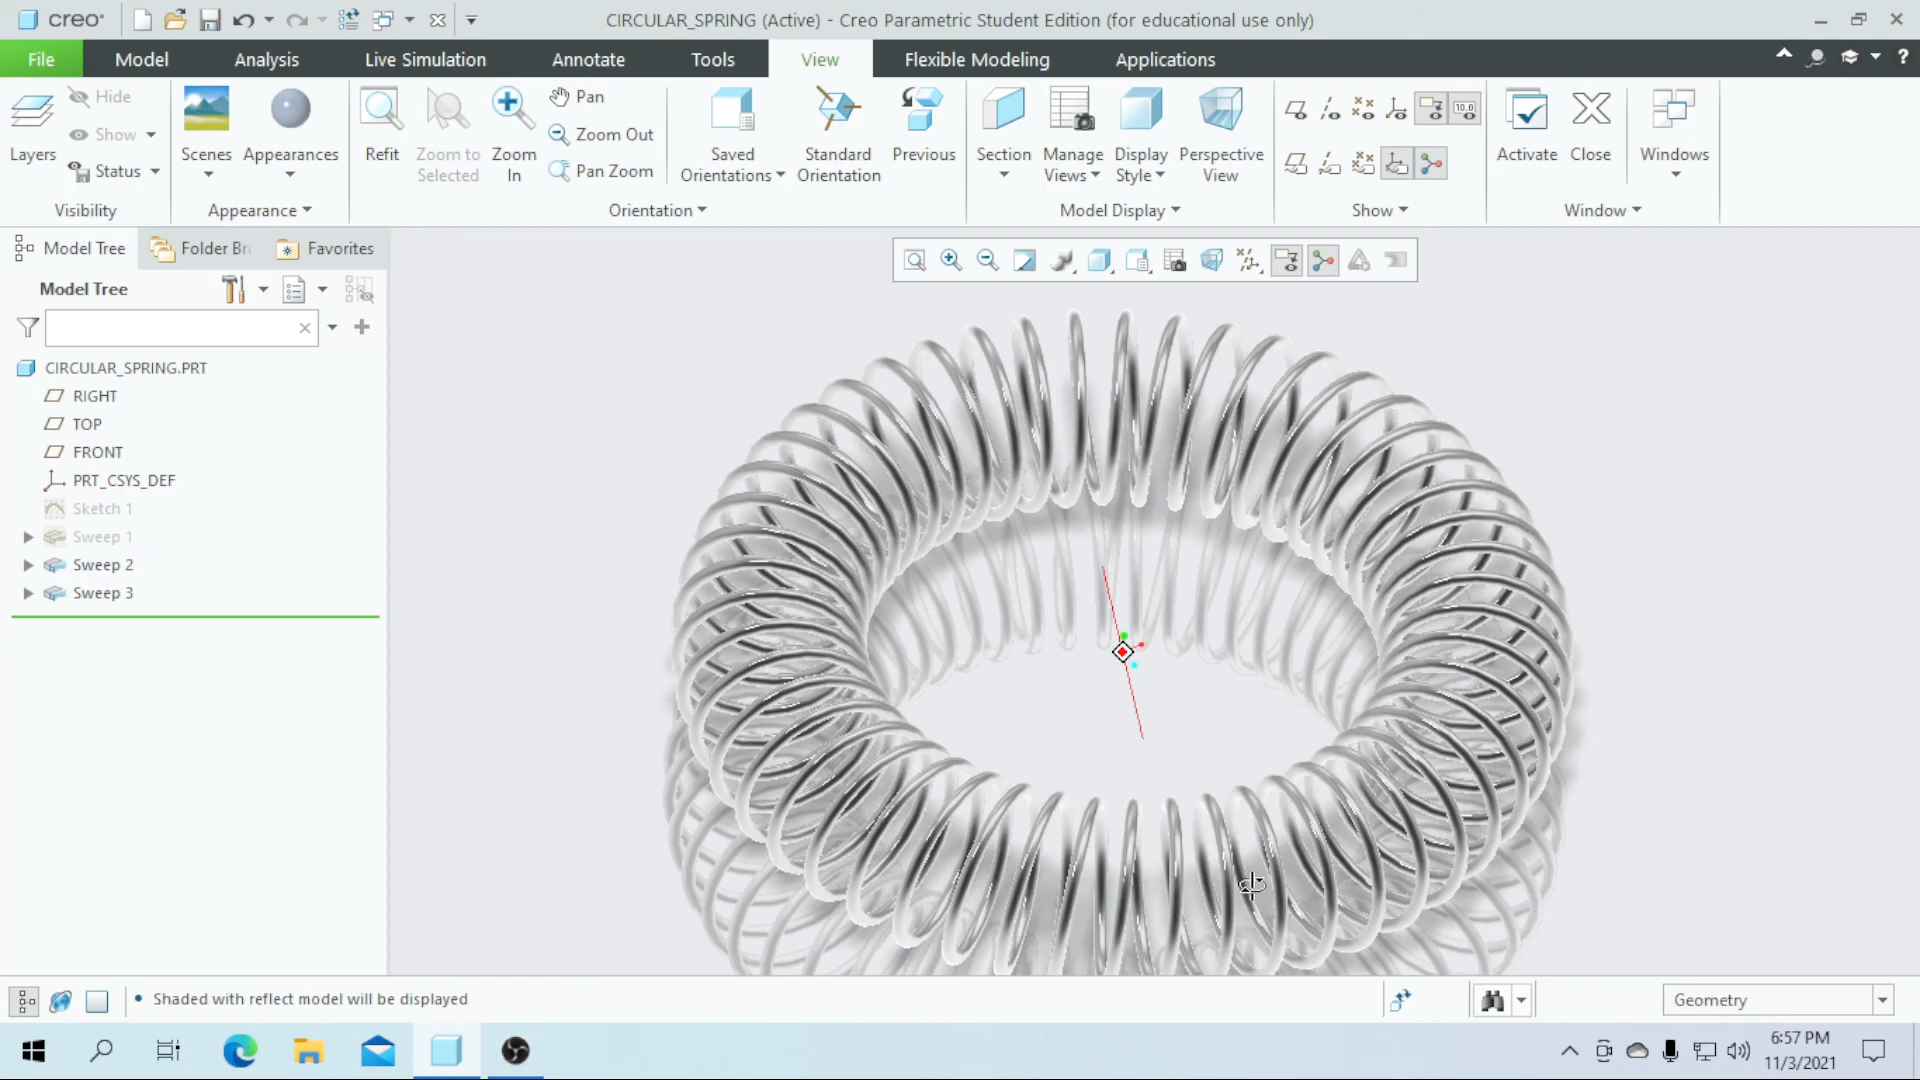 creo
CIRCULAR_SPRING (Active) - Creo Parametric Student Edition (for educational use only)
File
Model
Analysis
Live Simulation
Annotate
Tools
View
Flexible Modeling
Applications
Layers
Hide
Show
Status
Visibility
Scenes
Appearances
Appearance
Refit
Zoom to
Selected
Zoom
In
Pan
Zoom Out
Pan Zoom
Saved
Orientations
Standard
Orientation
Previous
Orientation
Section
Manage
Views
Display
Style
Perspective
View
Model Display
10.0
Show
Activate
Close
Windows
Window
Model Tree
Folder Br
Favorites
Model Tree
CIRCULAR_SPRING.PRT
RIGHT
TOP
FRONT
PRT_CSYS_DEF
Sketch 1
Sweep 1
Sweep 2
Sweep 3
Shaded with reflect model will be displayed
Geometry
6:57 PM
11/3/2021